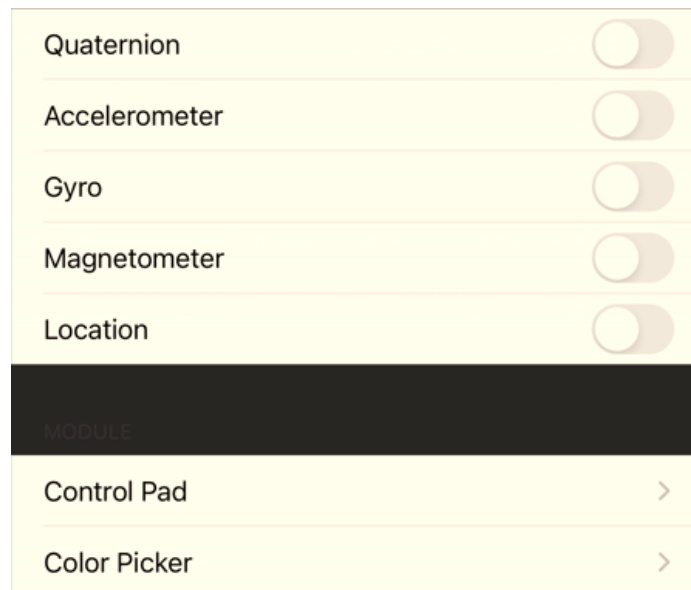 Quaternion
Accelerometer
Gyro
Magnetometer
Location
MODULE
Control Pad
Color Picker